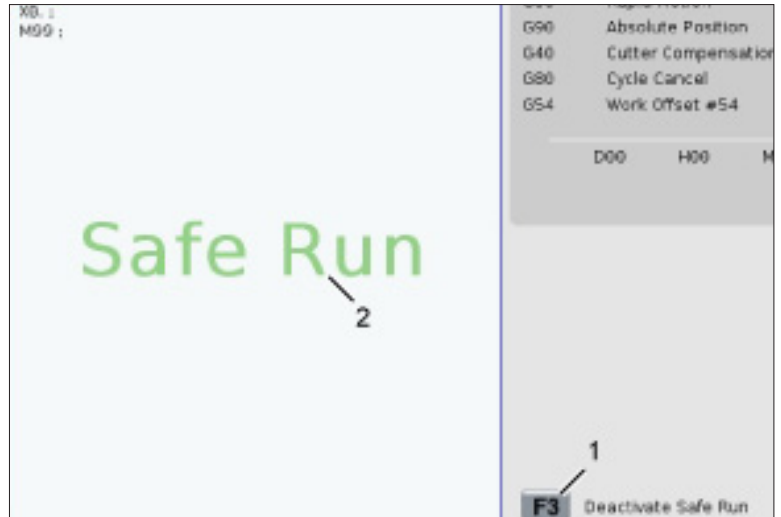 X0.;
M99;
G90 Absolute Position
G40 Cutter Compensation
G80 Cycle Cancel
G54 Work Offset #54
D00 H00 M
Safe Run
2
1
F3 Deactivate Safe Run